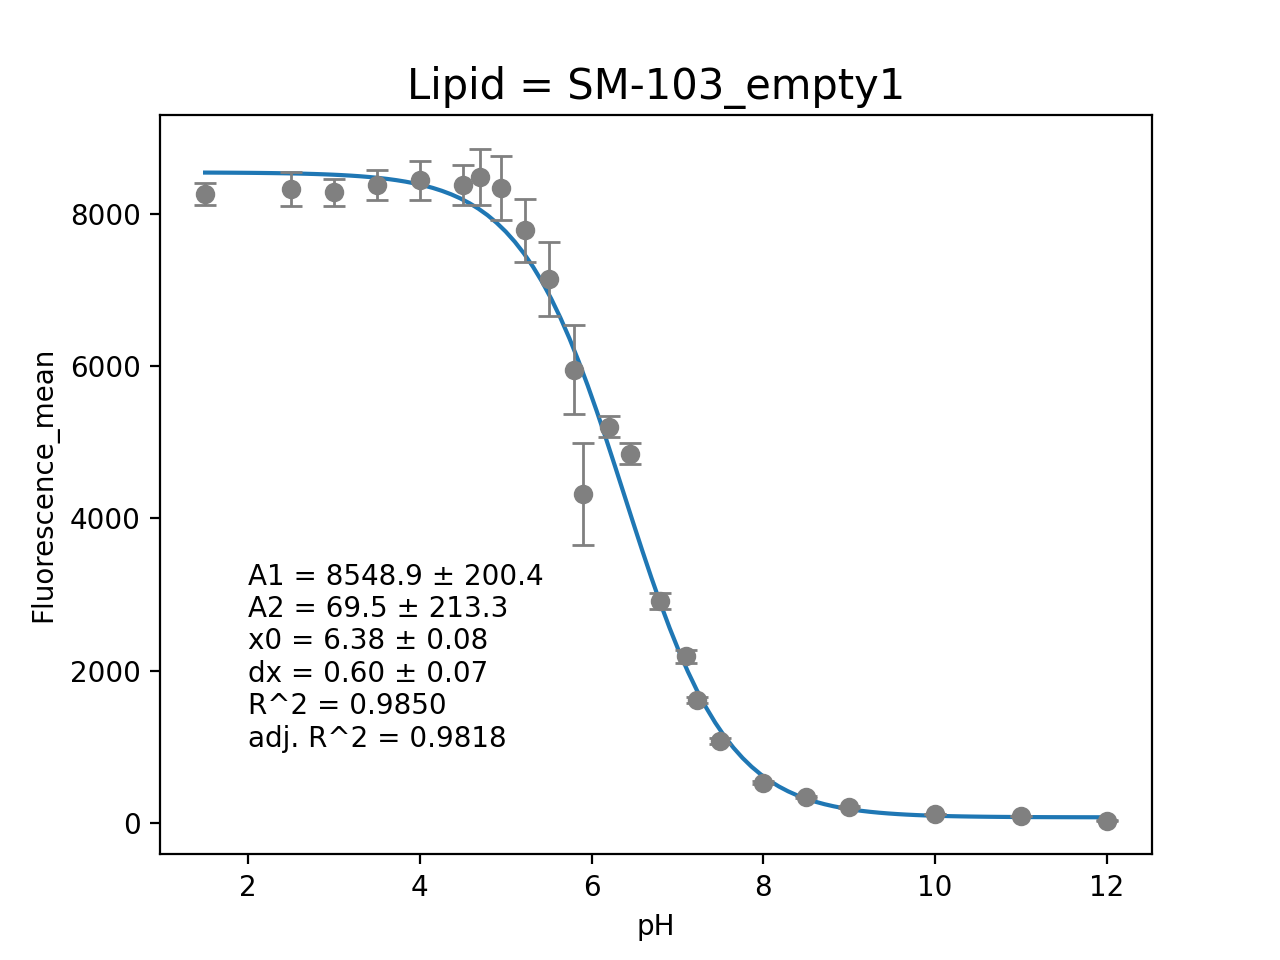 Lipid = SM-103_empty1
Fluorescence_mean
8000
6000
4000
2000
0
A1 = 8548.9 ± 200.4
A2 = 69.5 ± 213.3
x0 = 6.38 ± 0.08
dx = 0.60 ± 0.07
R^2 = 0.9850
adj. R^2 = 0.9818
2 4 6 8 10 12
pH